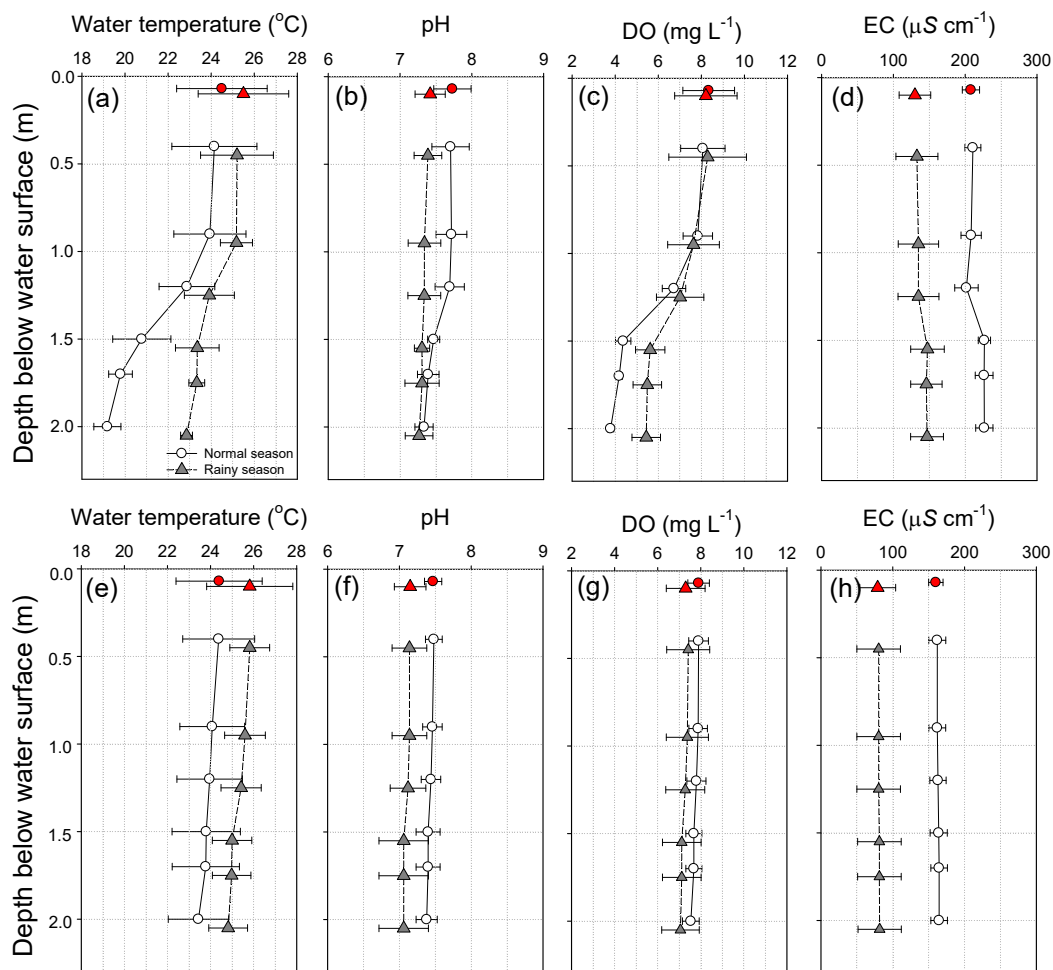 Water temperature (°C) pH DO (mg L⁻¹) EC (μS cm⁻¹)
18 20 22 24 26 28 6 7 8 9 2 4 6 8 10 12 0 100 200 300
0.0
(a) (b) (c) (d)
0.5
1.0
1.5
2.0
Depth below water surface (m)
Normal season
Rainy season
Water temperature (°C) pH DO (mg L⁻¹) EC (μS cm⁻¹)
18 20 22 24 26 28 6 7 8 9 2 4 6 8 10 12 0 100 200 300
0.0
(e) (f) (g) (h)
0.5
1.0
1.5
2.0
Depth below water surface (m)